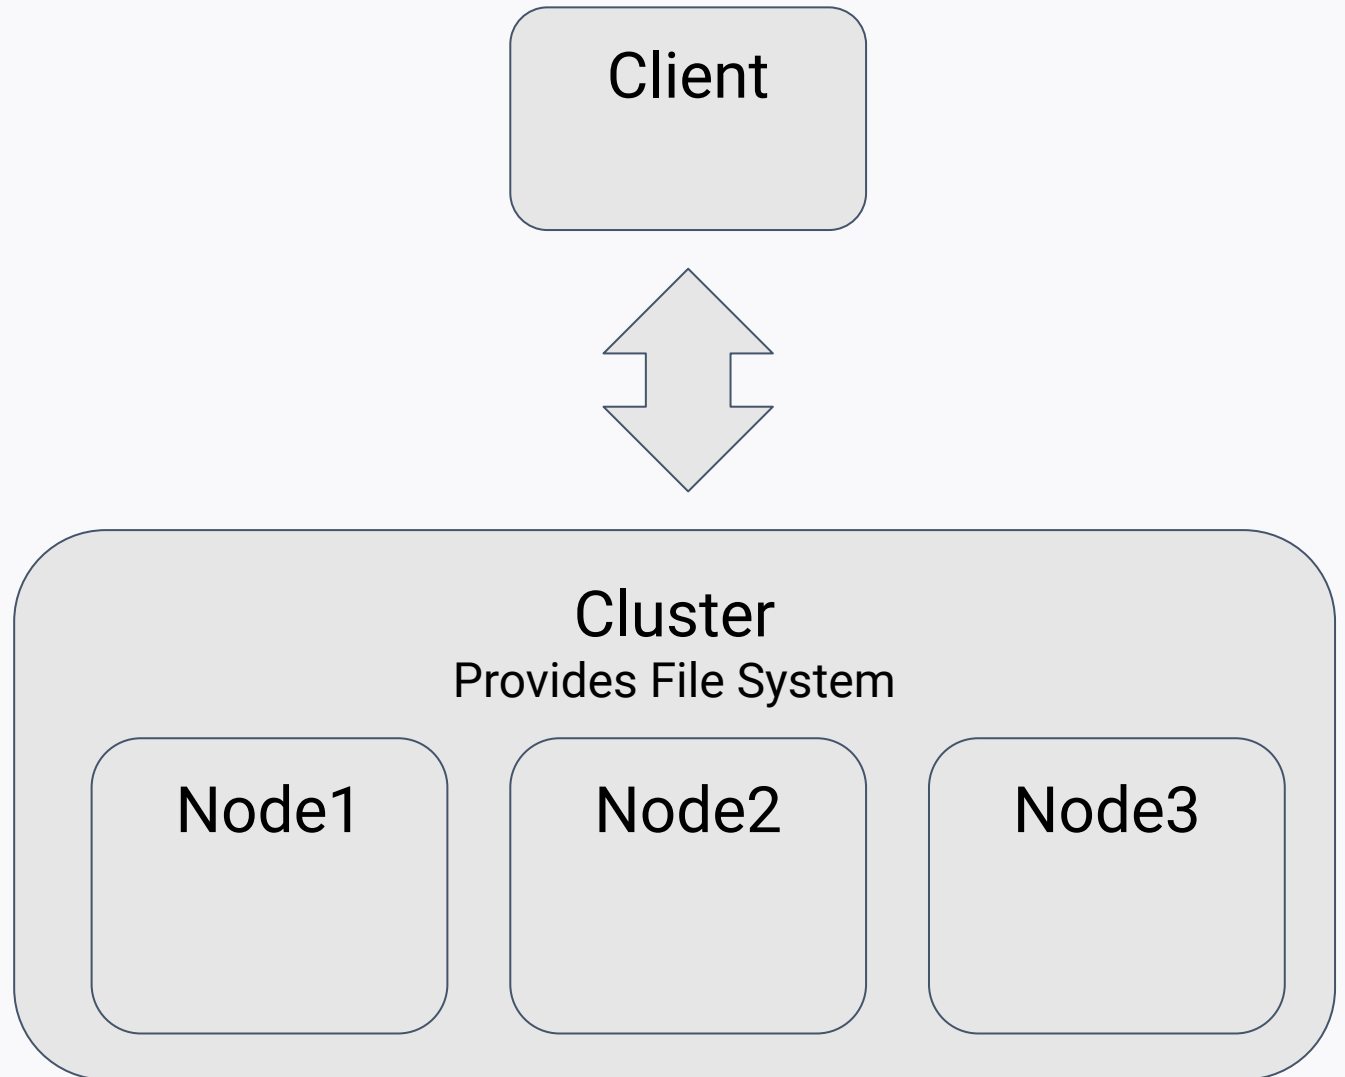 Client
Cluster
Provides File System
Node1
Node2
Node3